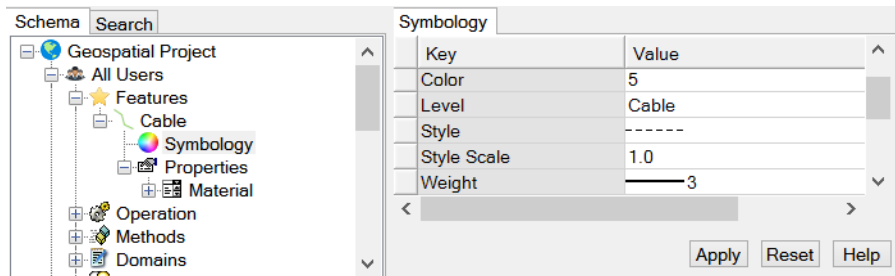 Schema Search
Geospatial Project
All Users
Features
Cable
Symbology
Properties
Material
Operation
Methods
Domains
Symbology
Key Value
Color 5
Level Cable
Style
Style Scale 1.0
Weight 3
Apply Reset Help